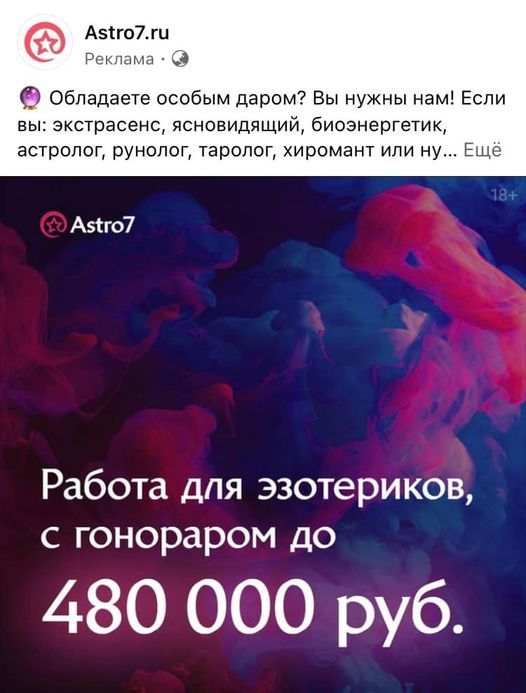 Astro7.ru
Реклама ·
🔮 Обладаете особым даром? Вы нужны нам! Если
вы: экстрасенс, ясновидящий, биоэнергетик,
астролог, рунолог, таролог, хиромант или ну... Ещё
18+
Astro7
Работа для эзотериков,
с гонораром до
480 000 руб.